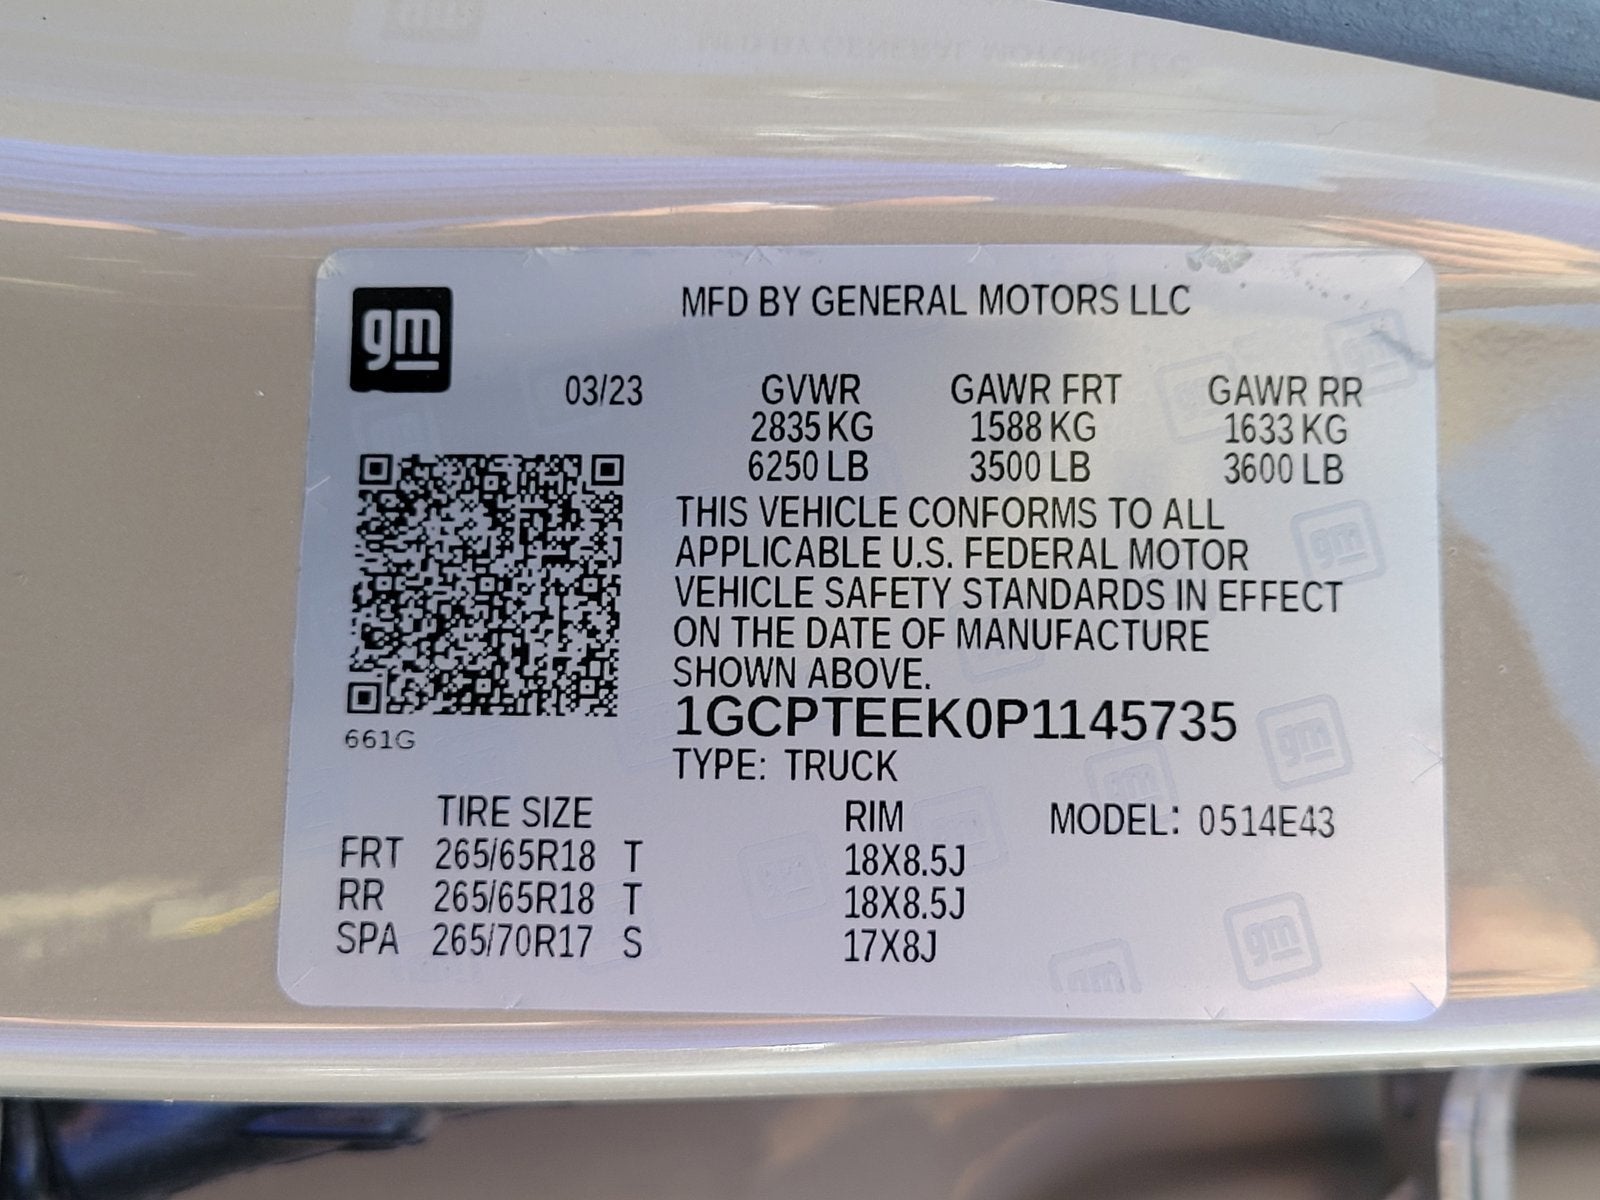 gm
MFD BY GENERAL MOTORS LLC
03/23 GVWR GAWR FRT GAWR RR
2835 KG 1588 KG 1633 KG
6250 LB 3500 LB 3600 LB
THIS VEHICLE CONFORMS TO ALL
APPLICABLE U.S. FEDERAL MOTOR
VEHICLE SAFETY STANDARDS IN EFFECT
ON THE DATE OF MANUFACTURE
SHOWN ABOVE.
1GCPTEEK0P1145735
661G
TYPE: TRUCK
TIRE SIZE RIM MODEL: 0514E43
FRT 265/65R18 T 18X8.5J
RR 265/65R18 T 18X8.5J
SPA 265/70R17 S 17X8J